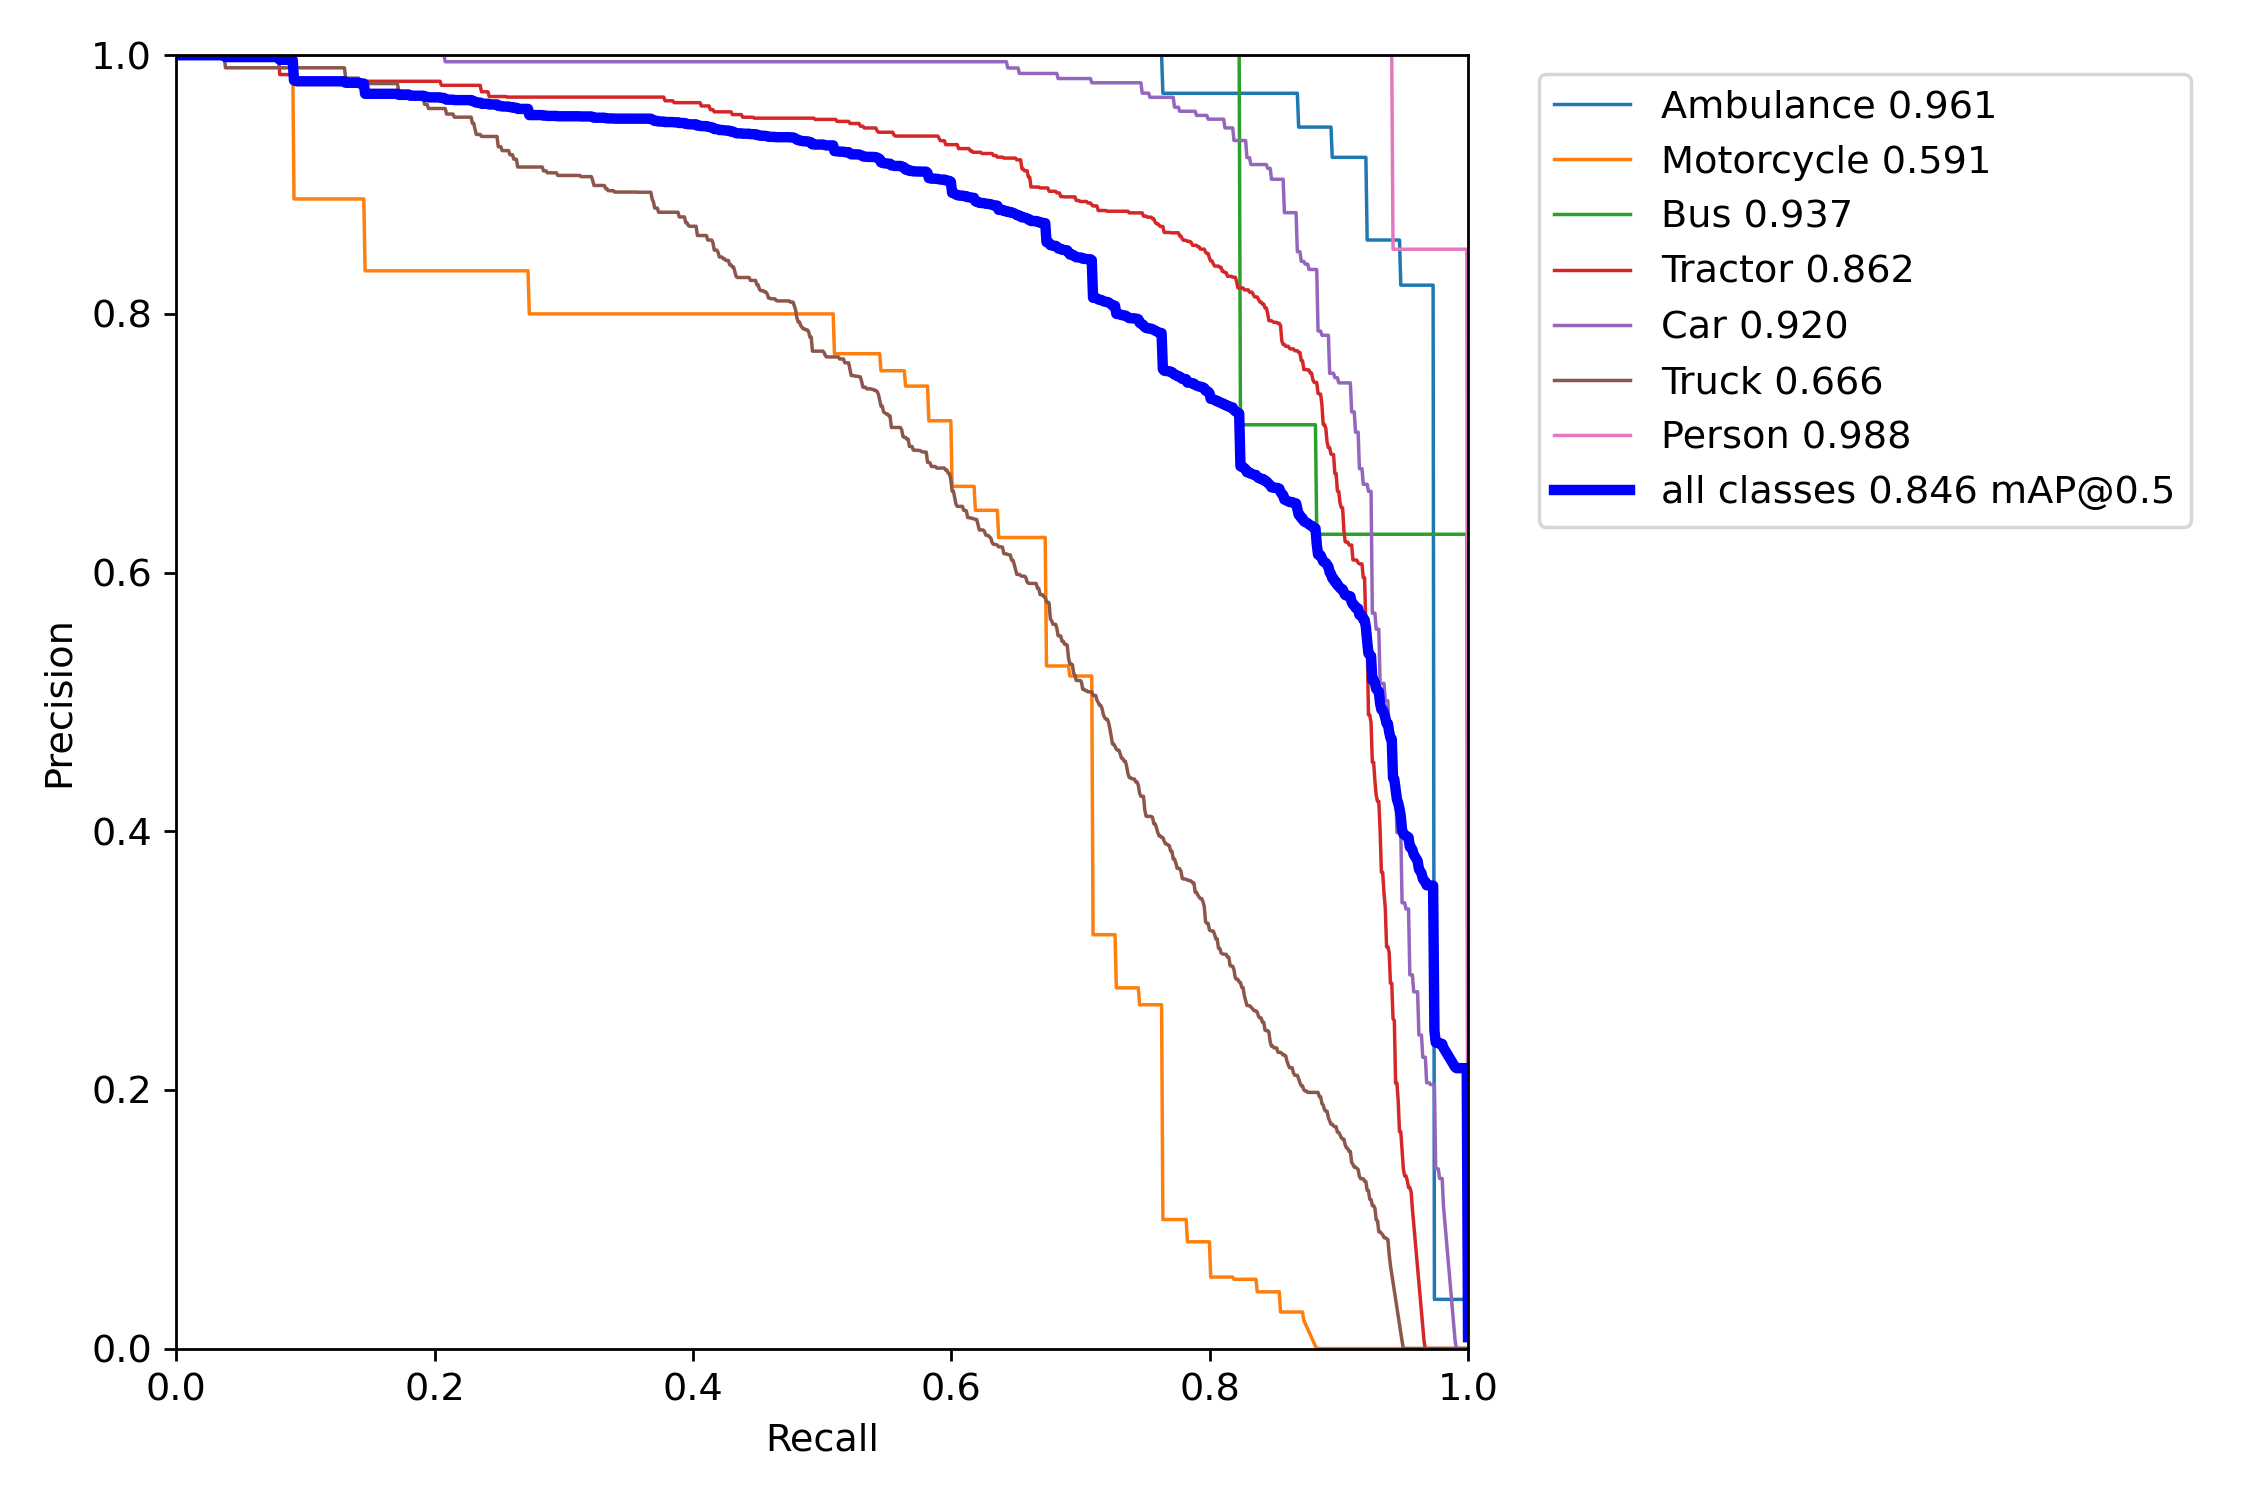 1.0
0.8
0.6
0.4
0.2
0.0
0.0 0.2 0.4 0.6 0.8 1.0
Precision
Recall
Ambulance 0.961
Motorcycle 0.591
Bus 0.937
Tractor 0.862
Car 0.920
Truck 0.666
Person 0.988
all classes 0.846 mAP@0.5